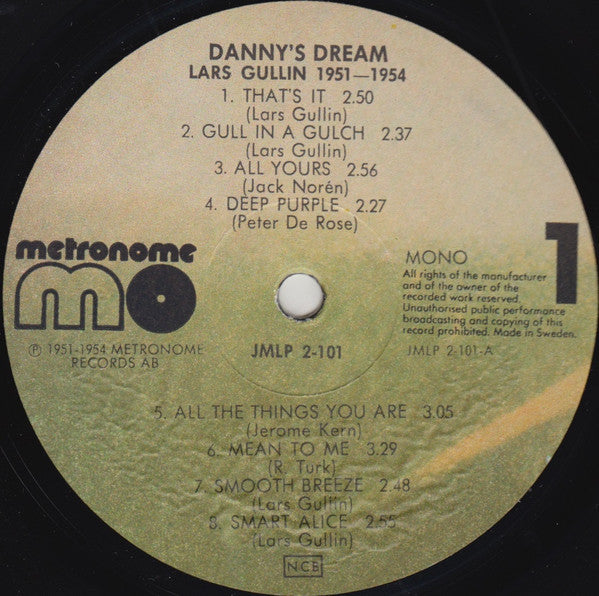 DANNY'S DREAM
LARS GULLIN 1951—1954
1. THAT'S IT 2.50
(Lars Gullin)
2. GULL IN A GULCH 2.37
(Lars Gullin)
3. ALL YOURS 2.56
(Jack Norén)
4. DEEP PURPLE 2.27
(Peter De Rose)
metronome
mo
℗ 1951-1954 METRONOME
RECORDS AB
JMLP 2-101
MONO
1
All rights of the manufacturer
and of the owner of the
recorded work reserved.
Unauthorised public performance
broadcasting and copying of this
record prohibited. Made in Sweden.
JMLP 2-101-A
5. ALL THE THINGS YOU ARE 3.05
(Jerome Kern)
6. MEAN TO ME 3.29
(R. Turk)
7. SMOOTH BREEZE 2.48
(Lars Gullin)
8. SMART ALICE 2.55
(Lars Gullin)
NCB